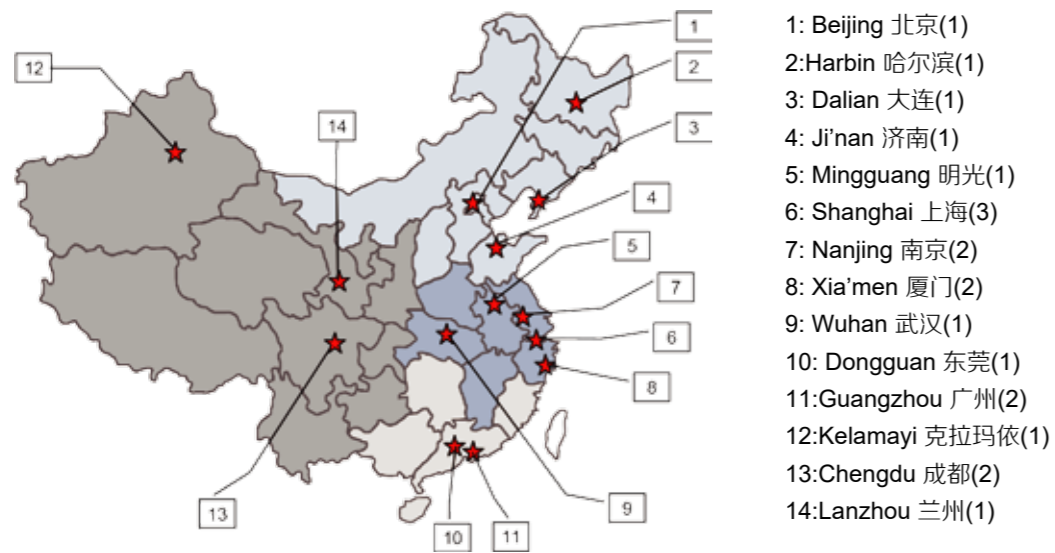 1
2
3
4
5
7
6
8
9
10
11
12
13
14
1: Beijing 北京(1)
2:Harbin 哈尔滨(1)
3: Dalian 大连(1)
4: Ji’nan 济南(1)
5: Mingguang 明光(1)
6: Shanghai 上海(3)
7: Nanjing 南京(2)
8: Xia’men 厦门(2)
9: Wuhan 武汉(1)
10: Dongguan 东莞(1)
11:Guangzhou 广州(2)
12:Kelamayi 克拉玛依(1)
13:Chengdu 成都(2)
14:Lanzhou 兰州(1)